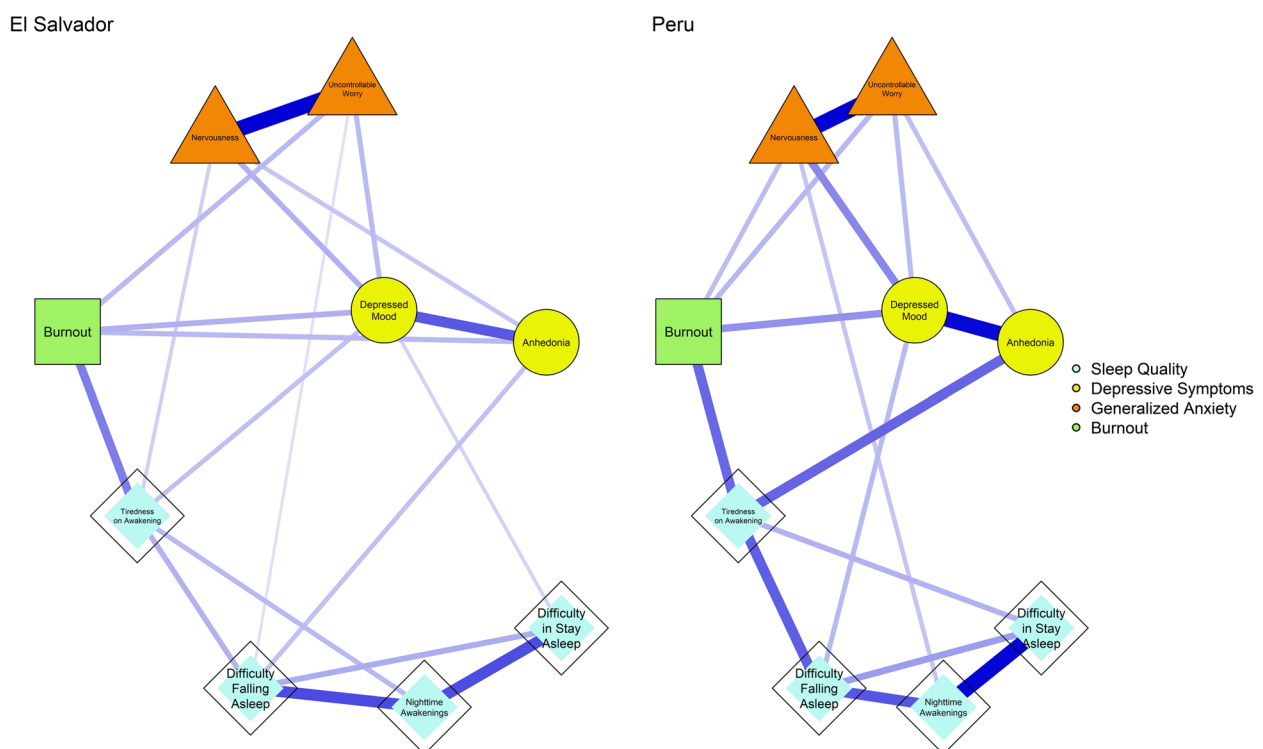 El Salvador
Uncontrollable
Worry
Nervousness
Depressed
Mood
Burnout
Anhedonia
Tiredness
on Awakening
Difficulty
in Stay
Asleep
Difficulty
Falling
Asleep
Nighttime
Awakenings
Peru
Uncontrollable
Worry
Nervousness
Depressed
Mood
Burnout
Anhedonia
Tiredness
on Awakening
Difficulty
in Stay
Asleep
Difficulty
Falling
Asleep
Nighttime
Awakenings
Sleep Quality
Depressive Symptoms
Generalized Anxiety
Burnout